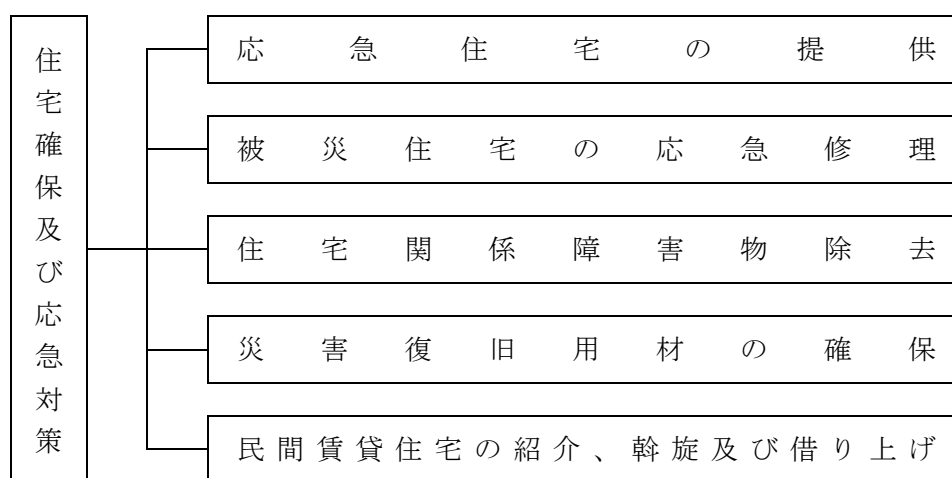 住宅確保及び応急対策
応急住宅の提供
被災住宅の応急修理
住宅関係障害物除去
災害復旧用材の確保
民間賃貸住宅の紹介、斡旋及び借り上げ